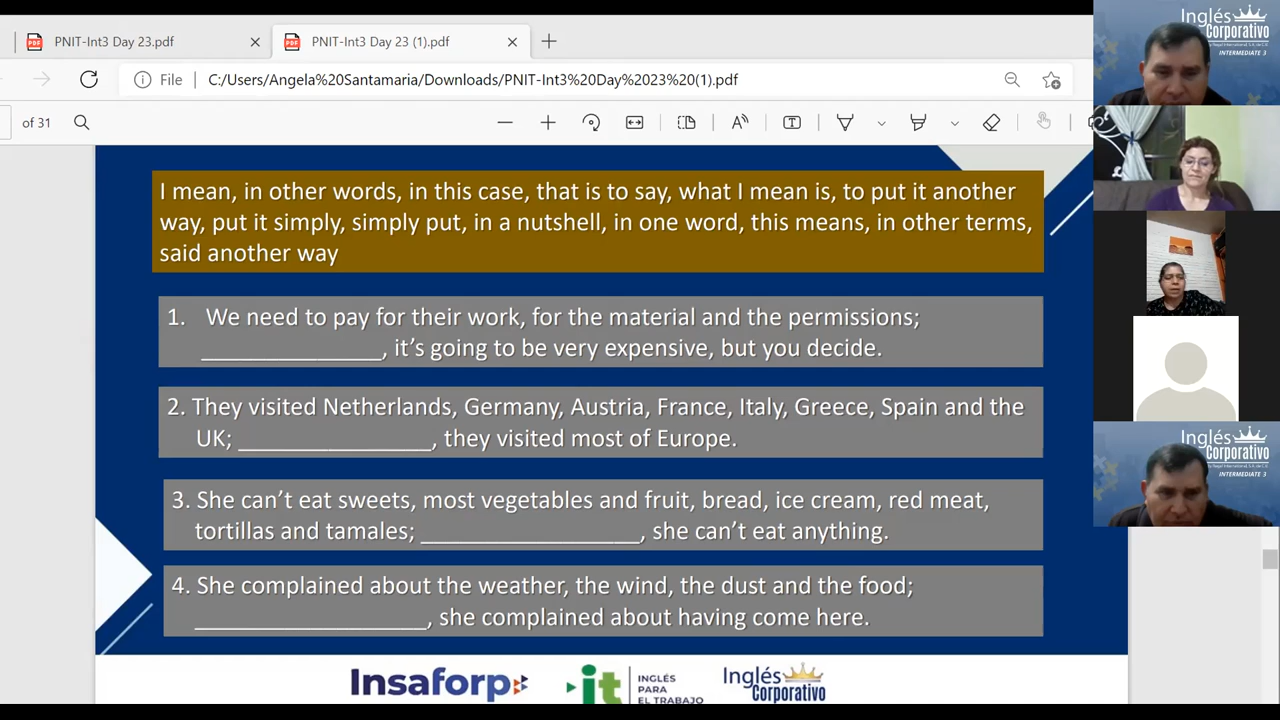 PNIT-Int3 Day 23.pdf
PNIT-Int3 Day 23 (1).pdf
File
C:/Users/Angela%20Santamaria/Downloads/PNIT-Int3%20Day%2023%20(1).pdf
of 31
I mean, in other words, in this case, that is to say, what I mean is, to put it another
way, put it simply, simply put, in a nutshell, in one word, this means, in other terms,
said another way
1. We need to pay for their work, for the material and the permissions;
_______________, it's going to be very expensive, but you decide.
2. They visited Netherlands, Germany, Austria, France, Italy, Greece, Spain and the
UK; ________________, they visited most of Europe.
3. She can't eat sweets, most vegetables and fruit, bread, ice cream, red meat,
tortillas and tamales; __________________, she can't eat anything.
4. She complained about the weather, the wind, the dust and the food;
___________________, she complained about having come here.
Insaforp
it
INGLÉS
PARA
EL TRABAJO
Inglés
Corporativo
Inglés
Corporativo
INTERMEDIATE 3
Inglés
Corporativo
INTERMEDIATE 3